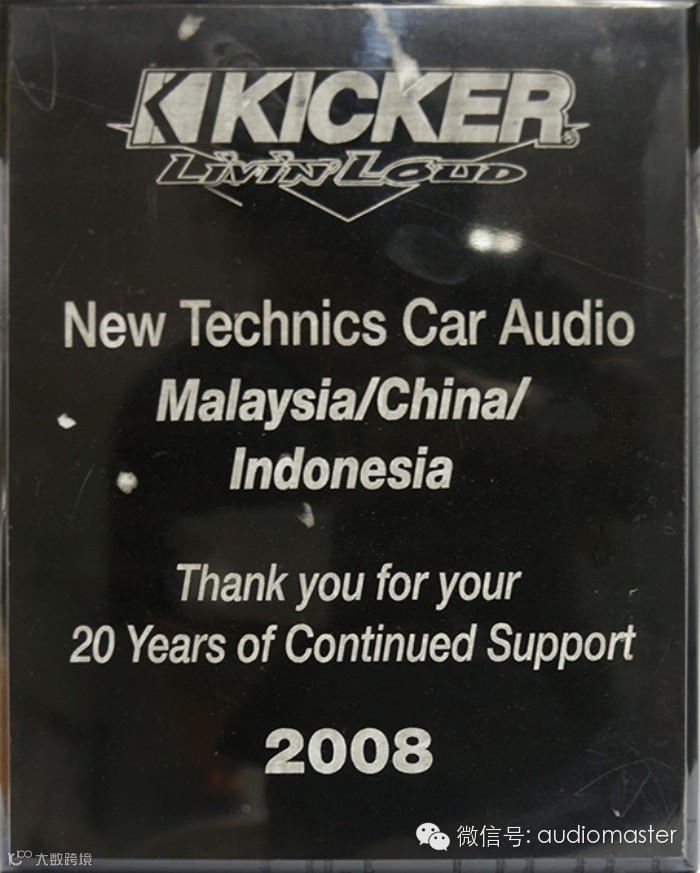 KICKER®
LIVIN' LOUD
New Technics Car Audio
Malaysia/China/
Indonesia
Thank you for your
20 Years of Continued Support
2008
微信号: audiomaster
大数跨境